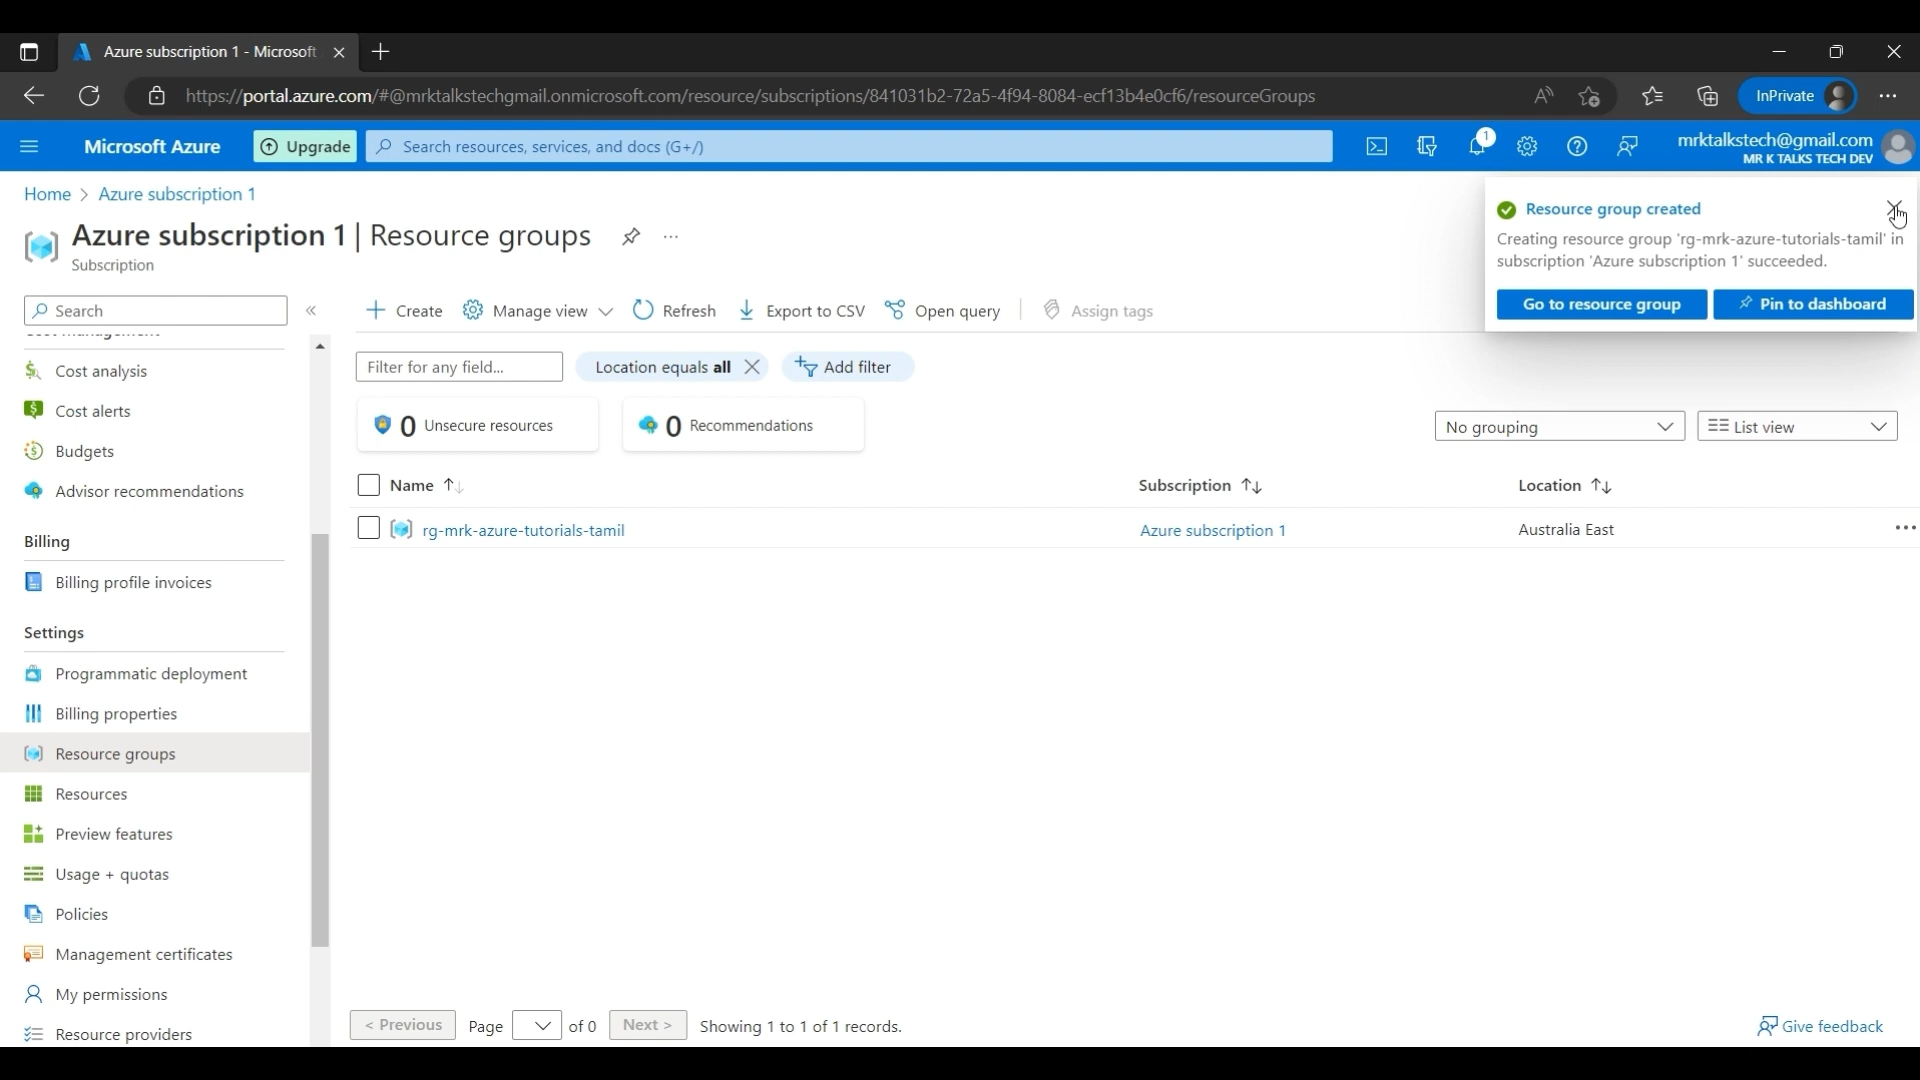 Azure subscription 1 - Microsoft
https://portal.azure.com/#@mrktalkstechgmail.onmicrosoft.com/resource/subscriptions/841031b2-72a5-4f94-8084-ecf13b4e0cf6/resourceGroups
InPrivate
Microsoft Azure
Upgrade
Search resources, services, and docs (G+/)
1
mrktalkstech@gmail.com
MR K TALKS TECH DEV
Home > Azure subscription 1
Azure subscription 1 | Resource groups
...
Subscription
Resource group created
Creating resource group 'rg-mrk-azure-tutorials-tamil' in
subscription 'Azure subscription 1' succeeded.
Go to resource group
Pin to dashboard
Search
«
Create
Manage view
Refresh
Export to CSV
Open query
Assign tags
Cost management
Cost analysis
Cost alerts
Budgets
Advisor recommendations
Billing
Billing profile invoices
Settings
Programmatic deployment
Billing properties
Resource groups
Resources
Preview features
Usage + quotas
Policies
Management certificates
My permissions
Resource providers
Filter for any field...
Location equals all
Add filter
0 Unsecure resources
0 Recommendations
No grouping
List view
Name
Subscription
Location
rg-mrk-azure-tutorials-tamil
Azure subscription 1
Australia East
< Previous
Page
of 0
Next >
Showing 1 to 1 of 1 records.
Give feedback